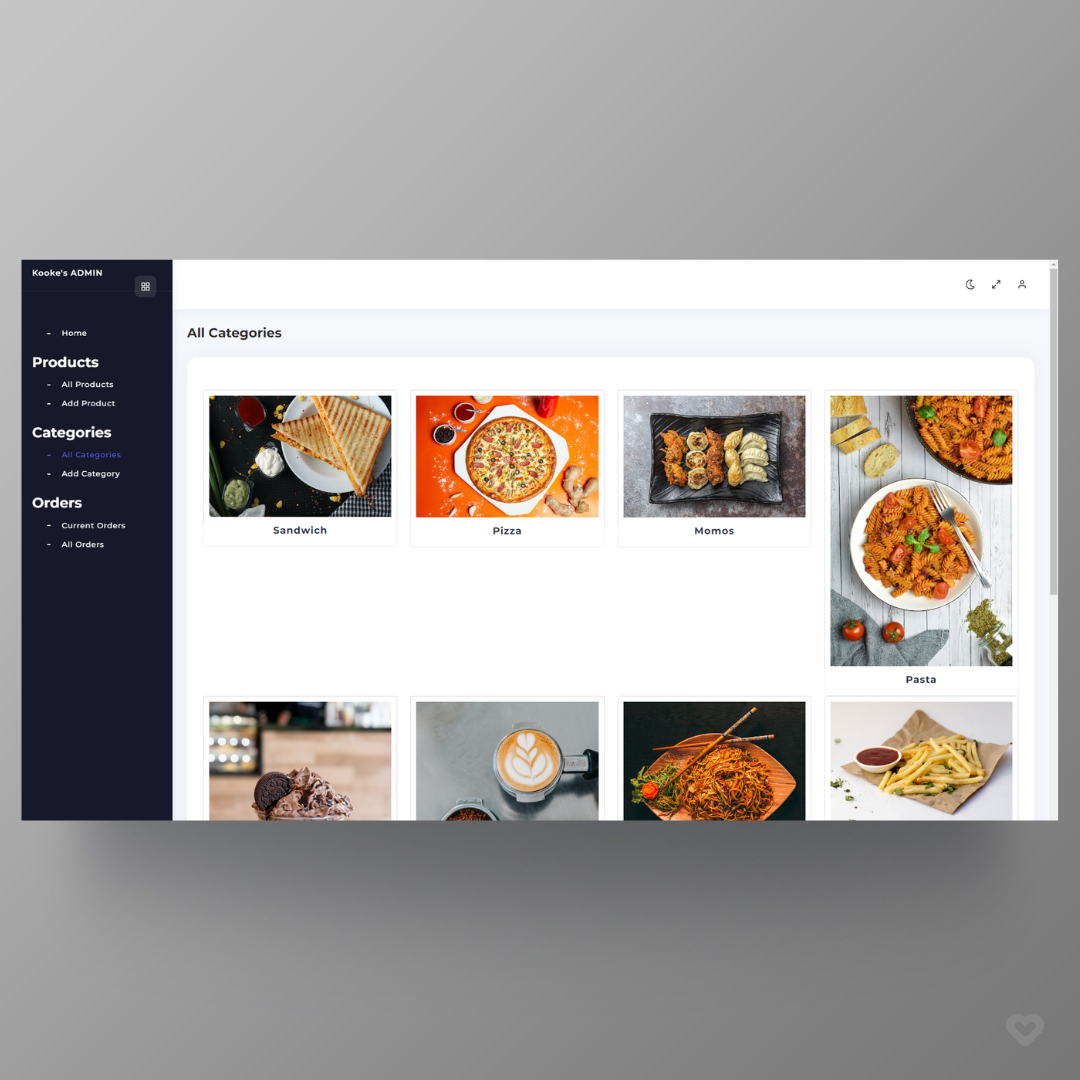 Kooke's ADMIN
- Home
Products
- All Products
- Add Product
Categories
- All Categories
- Add Category
Orders
- Current Orders
- All Orders
All Categories
Sandwich
Pizza
Momos
Pasta